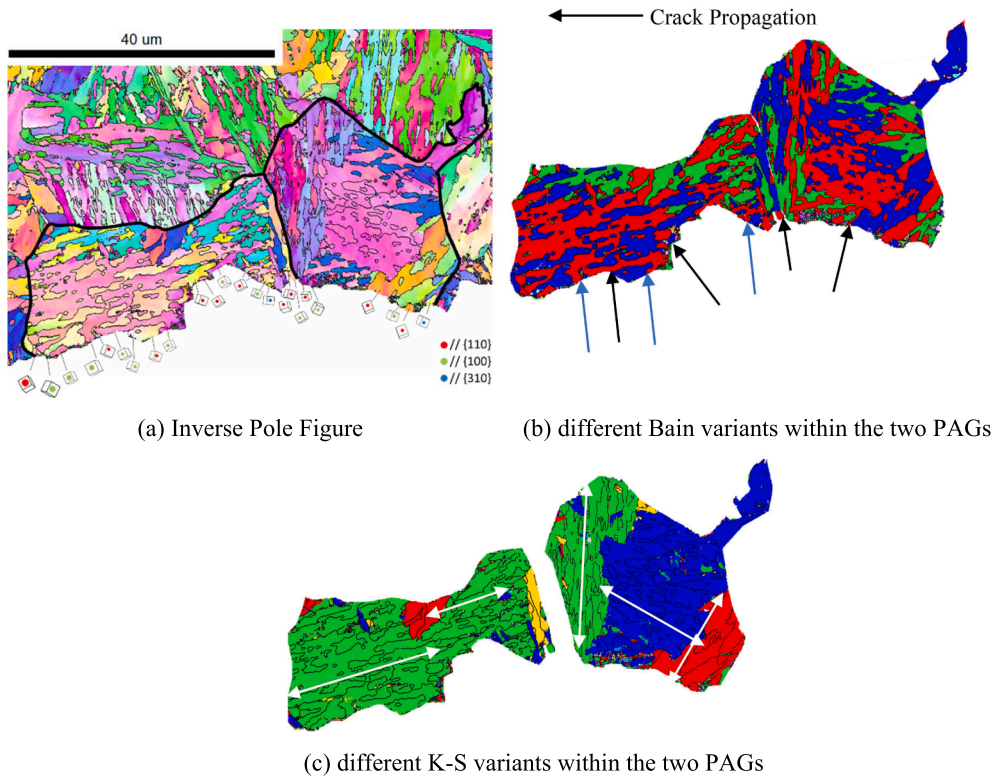 40 um
Crack Propagation
// {110}
// {100}
// {310}
(a) Inverse Pole Figure
(b) different Bain variants within the two PAGs
(c) different K-S variants within the two PAGs